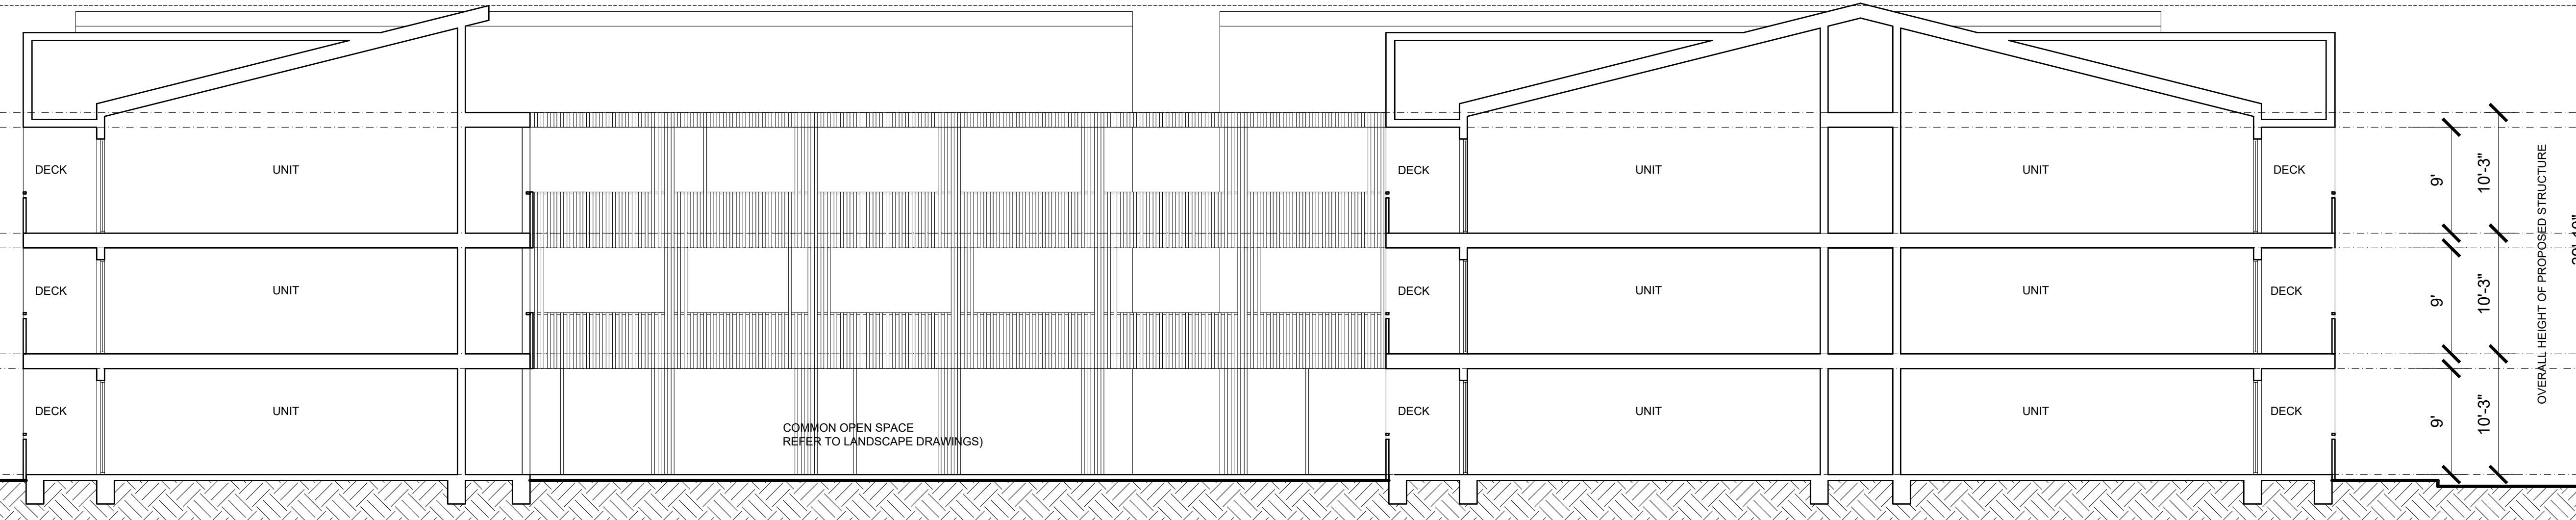 DECK UNIT DECK UNIT UNIT DECK
9' 10'-3"
DECK UNIT DECK UNIT UNIT DECK
9' 10'-3"
DECK UNIT DECK UNIT UNIT DECK
9' 10'-3"
COMMON OPEN SPACE
REFER TO LANDSCAPE DRAWINGS)
OVERALL HEIGHT OF PROPOSED STRUCTURE